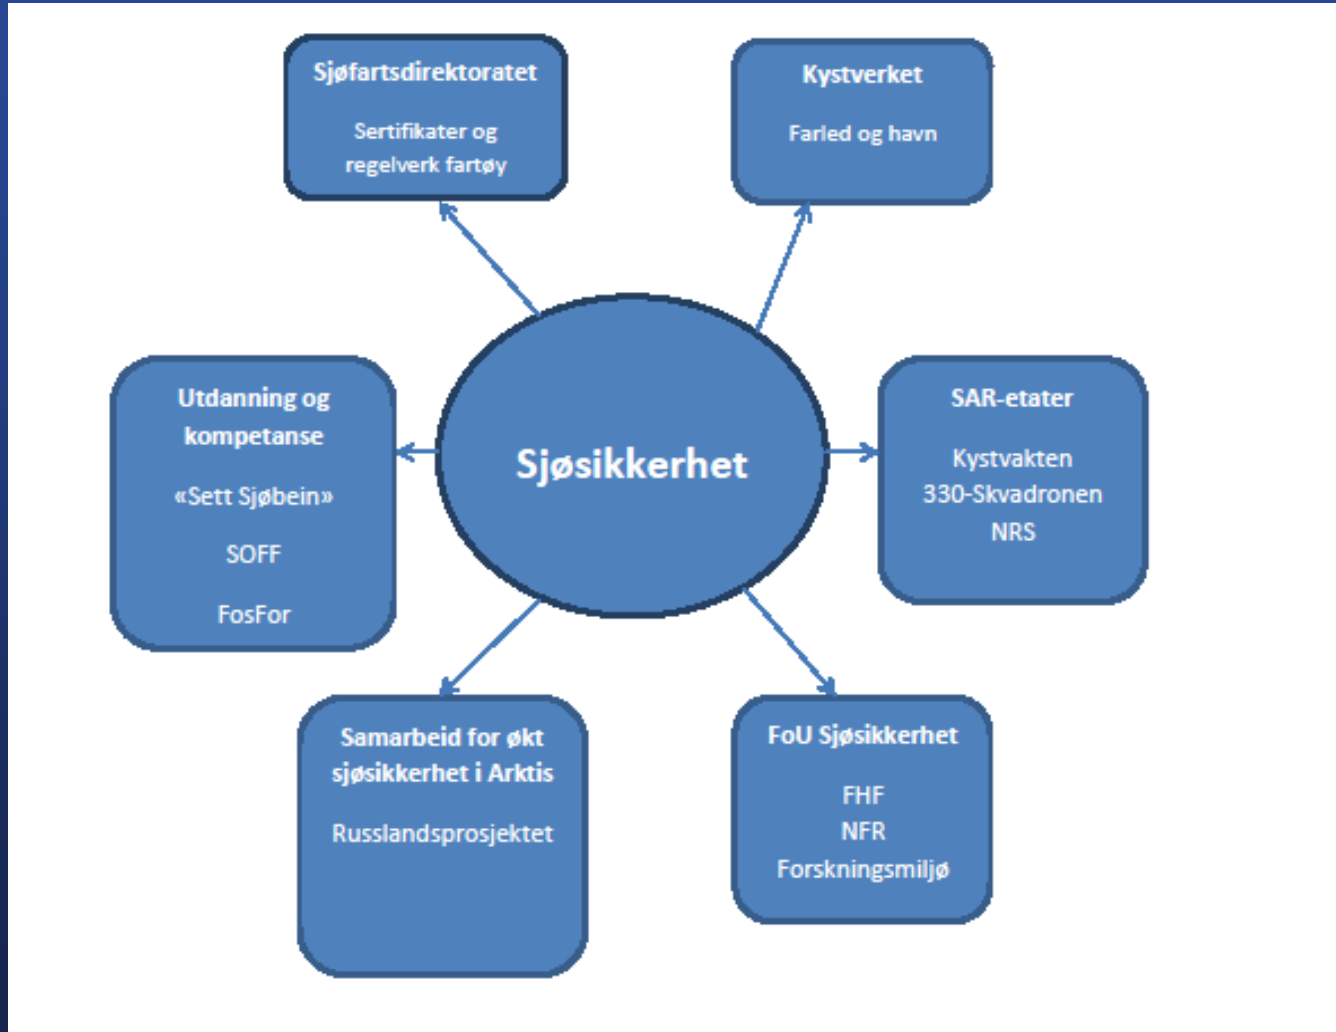 Sjøfartsdirektoratet
Sertifikater og
regelverk fartøy
Kystverket
Farled og havn
Utdanning og
kompetanse
«Sett Sjøbein»
SOFF
FosFor
Sjøsikkerhet
SAR-etater
Kystvakten
330-Skvadronen
NRS
Samarbeid for økt
sjøsikkerhet i Arktis
Russlandsprosjektet
FoU Sjøsikkerhet
FHF
NFR
Forskningsmiljø